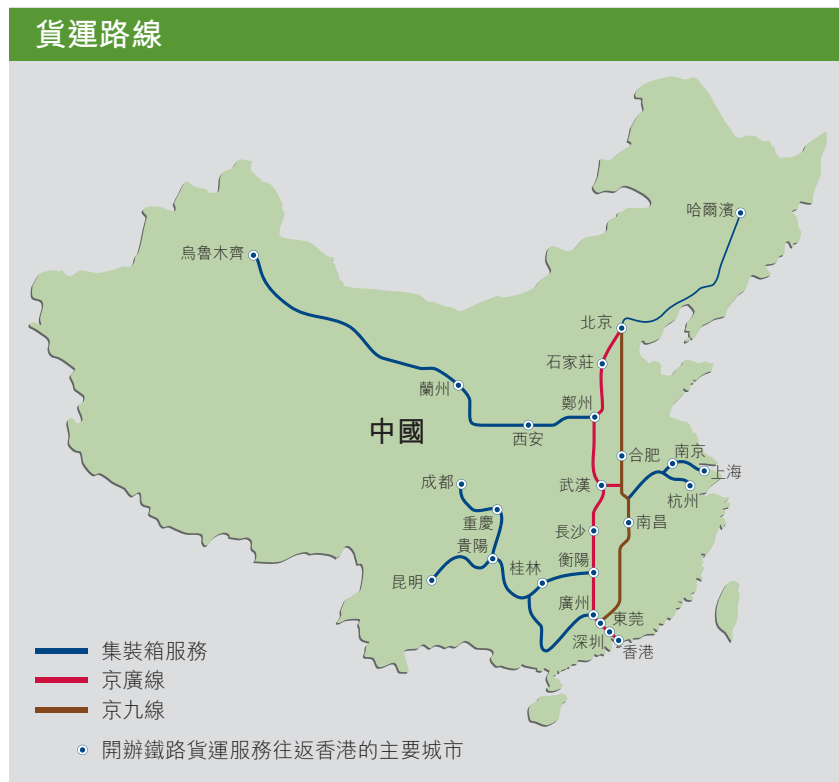 貨運路線
哈爾濱
烏魯木齊
北京
石家莊
蘭州
鄭州
中國
西安
合肥
南京
上海
成都
武漢
杭州
重慶
南昌
長沙
貴陽
桂林
衡陽
昆明
廣州
東莞
深圳
香港
集裝箱服務
京廣線
京九線
開辦鐵路貨運服務往返香港的主要城市